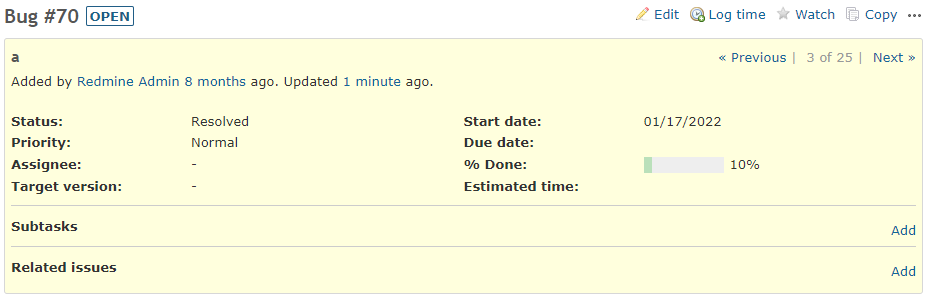 Bug #70 OPEN Edit Log time Watch Copy •••
a « Previous | 3 of 25 | Next »
Added by Redmine Admin 8 months ago. Updated 1 minute ago.
Status: Resolved Start date: 01/17/2022
Priority: Normal Due date:
Assignee: - % Done: 10%
Target version: - Estimated time:
Subtasks Add
Related issues Add